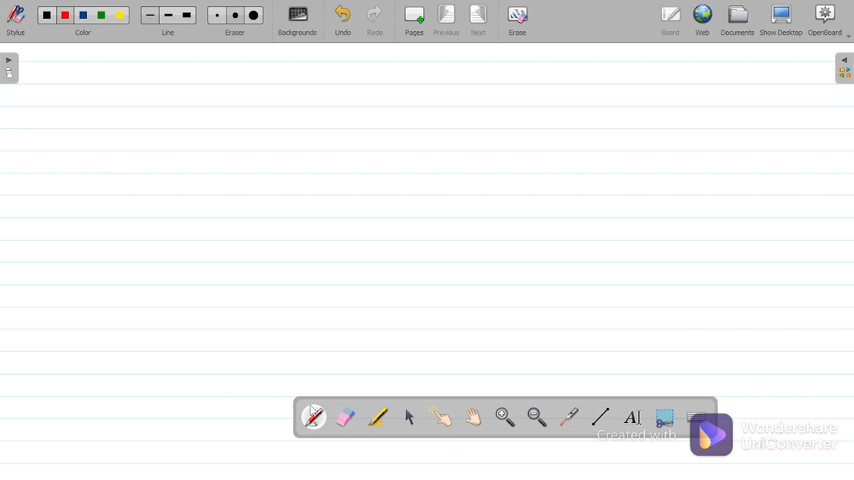 Stylus
Color
Line
Eraser
Backgrounds
Undo
Redo
Pages
Previous
Next
Erase
Board
Web
Documents
Show Desktop
OpenBoard
Created with
Wondershare
UniConverter